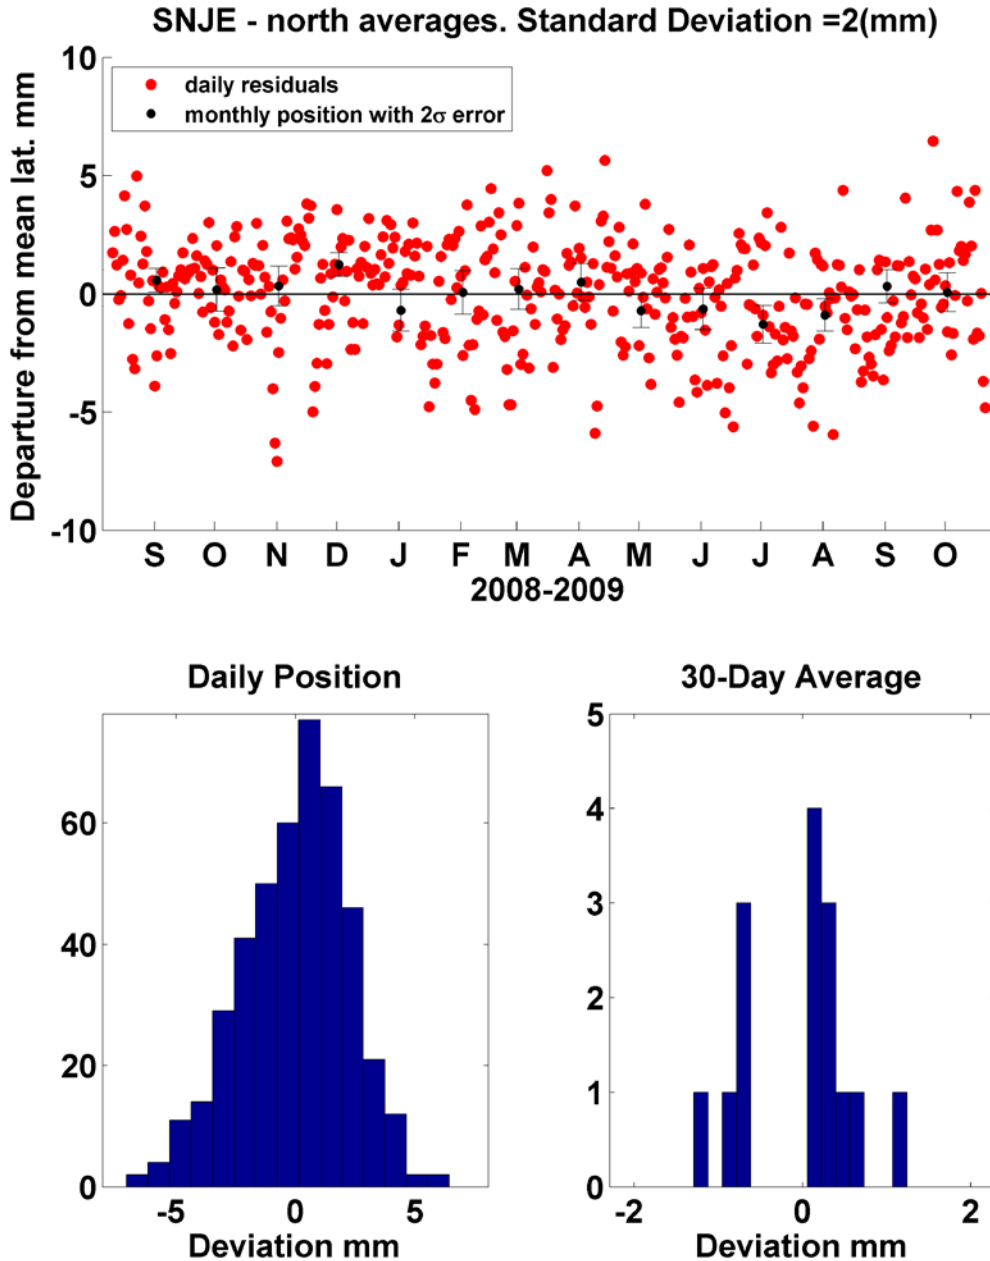 SNJE - north averages. Standard Deviation =2(mm)
Departure from mean lat. mm
10
5
0
-5
-10
daily residuals
monthly position with 2σ error
S O N D J F M A M J J A S O
2008-2009
Daily Position
60
40
20
0
-5 0 5
Deviation mm
30-Day Average
5
4
3
2
1
0
-2 0 2
Deviation mm